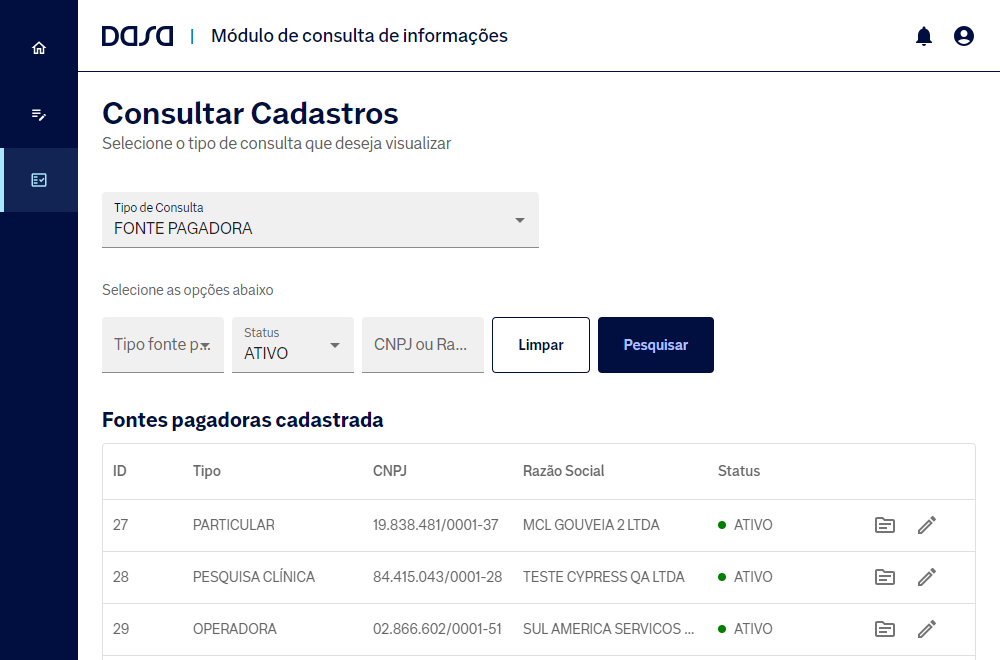 DASA | Módulo de consulta de informações
Consultar Cadastros
Selecione o tipo de consulta que deseja visualizar
Tipo de Consulta
FONTE PAGADORA
Selecione as opções abaixo
Tipo fonte p...
Status
ATIVO
CNPJ ou Ra...
Limpar
Pesquisar
Fontes pagadoras cadastrada
ID Tipo CNPJ Razão Social Status
27 PARTICULAR 19.838.481/0001-37 MCL GOUVEIA 2 LTDA ATIVO
28 PESQUISA CLÍNICA 84.415.043/0001-28 TESTE CYPRESS QA LTDA ATIVO
29 OPERADORA 02.866.602/0001-51 SUL AMERICA SERVICOS ... ATIVO